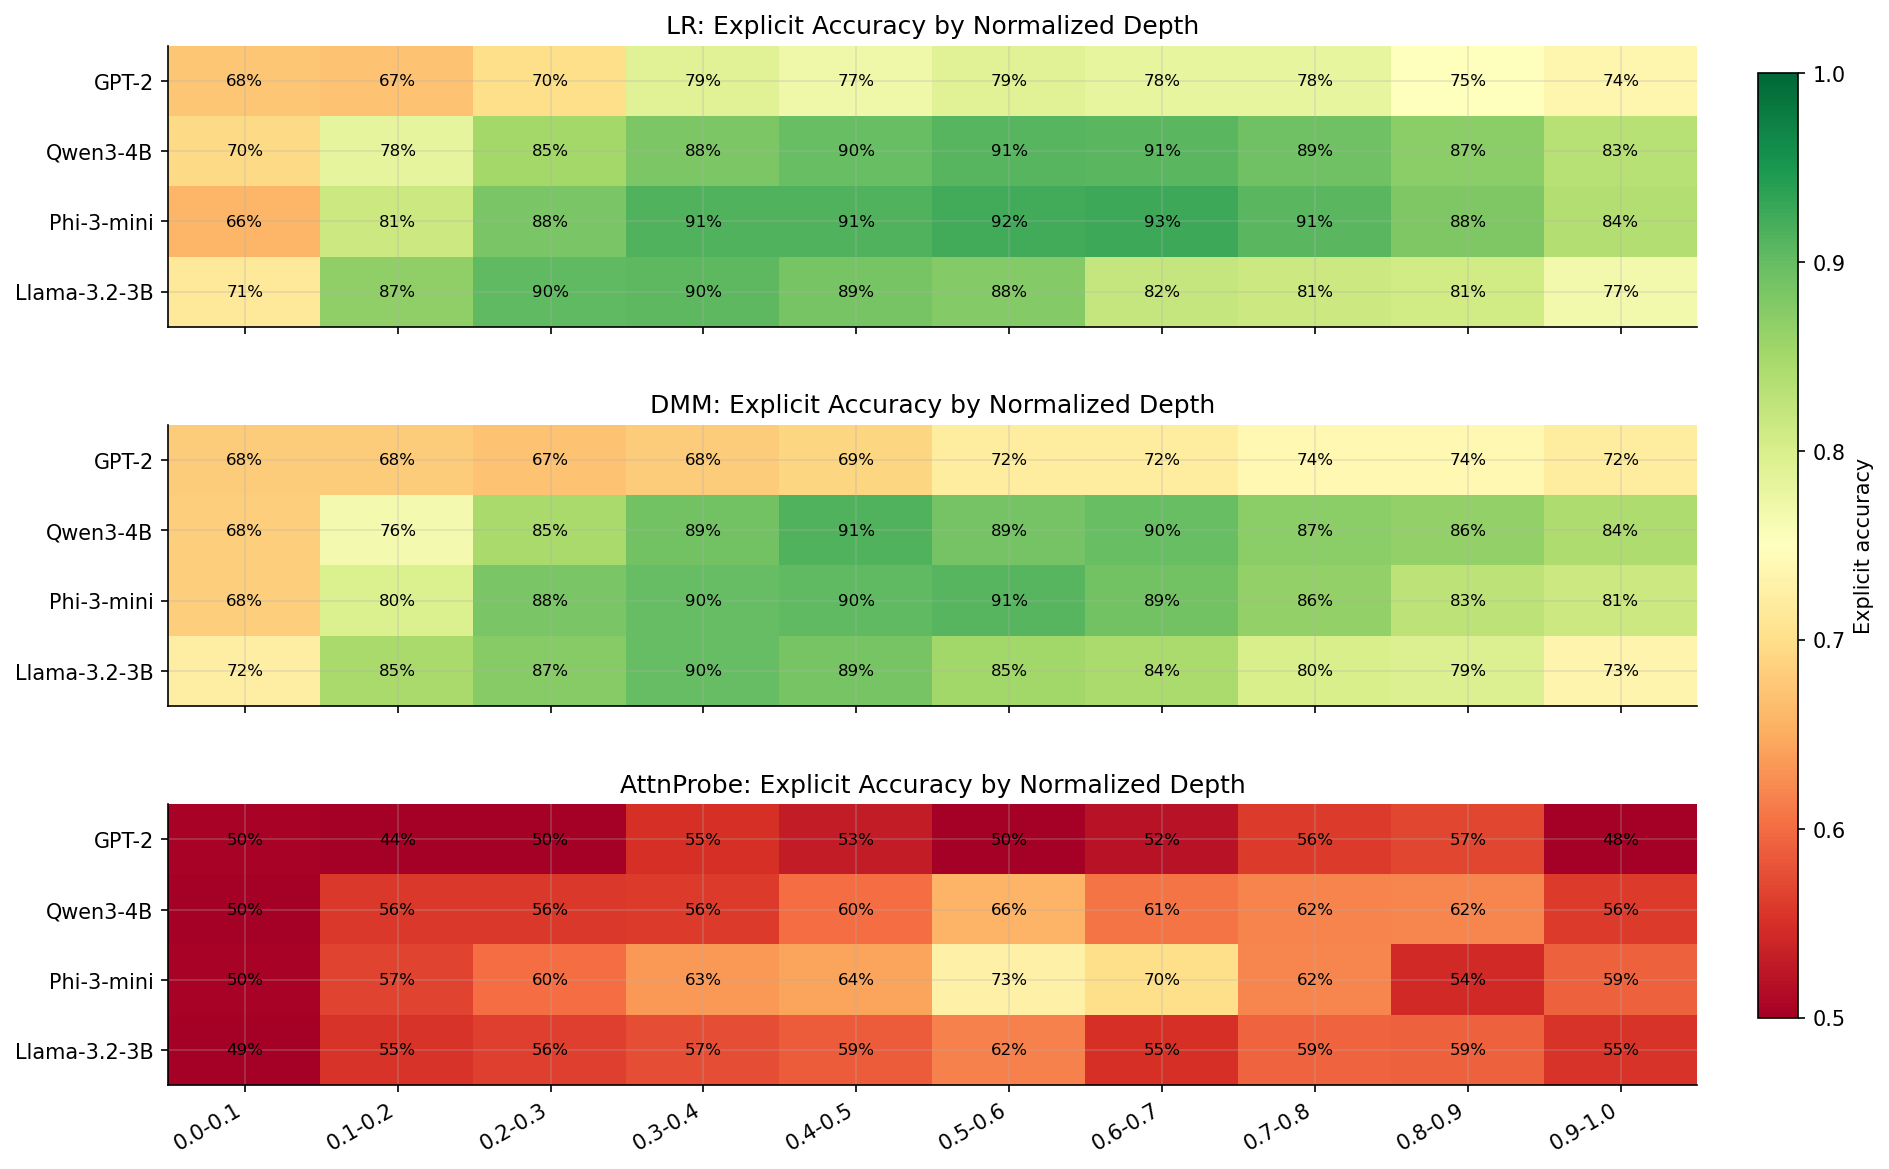 LR: Explicit Accuracy by Normalized Depth
GPT-2 68% 67% 70% 79% 77% 79% 78% 78% 75% 74%
Qwen3-4B 70% 78% 85% 88% 90% 91% 91% 89% 87% 83%
Phi-3-mini 66% 81% 88% 91% 91% 92% 93% 91% 88% 84%
Llama-3.2-3B 71% 87% 90% 90% 89% 88% 82% 81% 81% 77%
DMM: Explicit Accuracy by Normalized Depth
GPT-2 68% 68% 67% 68% 69% 72% 72% 74% 74% 72%
Qwen3-4B 68% 76% 85% 89% 91% 89% 90% 87% 86% 84%
Phi-3-mini 68% 80% 88% 90% 90% 91% 89% 86% 83% 81%
Llama-3.2-3B 72% 85% 87% 90% 89% 85% 84% 80% 79% 73%
AttnProbe: Explicit Accuracy by Normalized Depth
GPT-2 50% 44% 50% 55% 53% 50% 52% 56% 57% 48%
Qwen3-4B 50% 56% 56% 56% 60% 66% 61% 62% 62% 56%
Phi-3-mini 50% 57% 60% 63% 64% 73% 70% 62% 54% 59%
Llama-3.2-3B 49% 55% 56% 57% 59% 62% 55% 59% 59% 55%
0.0-0.1 0.1-0.2 0.2-0.3 0.3-0.4 0.4-0.5 0.5-0.6 0.6-0.7 0.7-0.8 0.8-0.9 0.9-1.0
1.0
0.9
0.8
0.7
0.6
0.5
Explicit accuracy